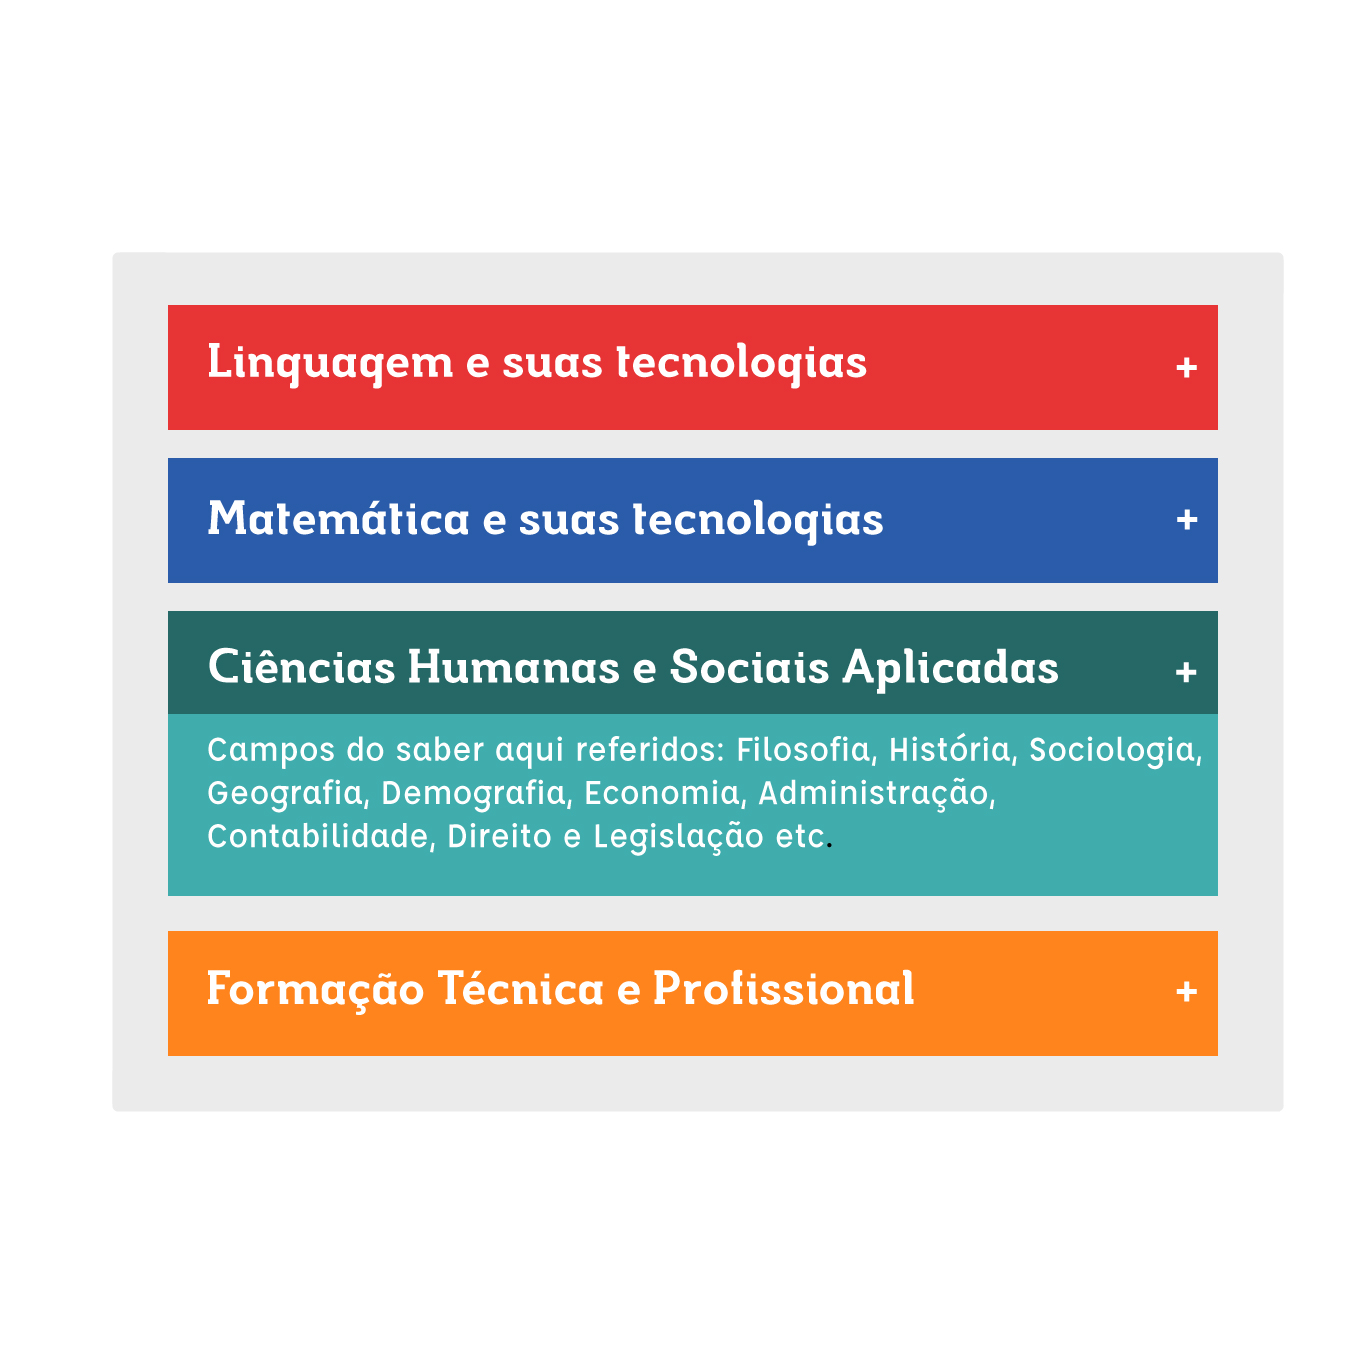 Linguagem e suas tecnologias
+
Matemática e suas tecnologias
+
Ciências Humanas e Sociais Aplicadas
+
Campos do saber aqui referidos: Filosofia, História, Sociologia,
Geografia, Demografia, Economia, Administração,
Contabilidade, Direito e Legislação etc.
Formação Técnica e Profissional
+